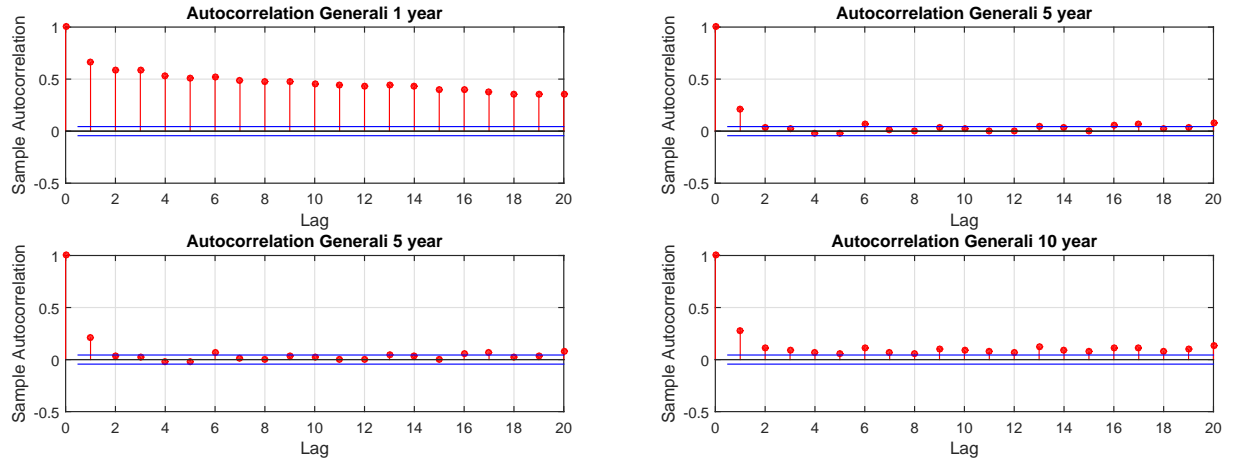 Autocorrelation Generali 1 year
Sample Autocorrelation
1
0.5
0
-0.5
0 2 4 6 8 10 12 14 16 18 20
Lag
Autocorrelation Generali 5 year
Sample Autocorrelation
1
0.5
0
-0.5
0 2 4 6 8 10 12 14 16 18 20
Lag
Autocorrelation Generali 5 year
Sample Autocorrelation
1
0.5
0
-0.5
0 2 4 6 8 10 12 14 16 18 20
Lag
Autocorrelation Generali 10 year
Sample Autocorrelation
1
0.5
0
-0.5
0 2 4 6 8 10 12 14 16 18 20
Lag